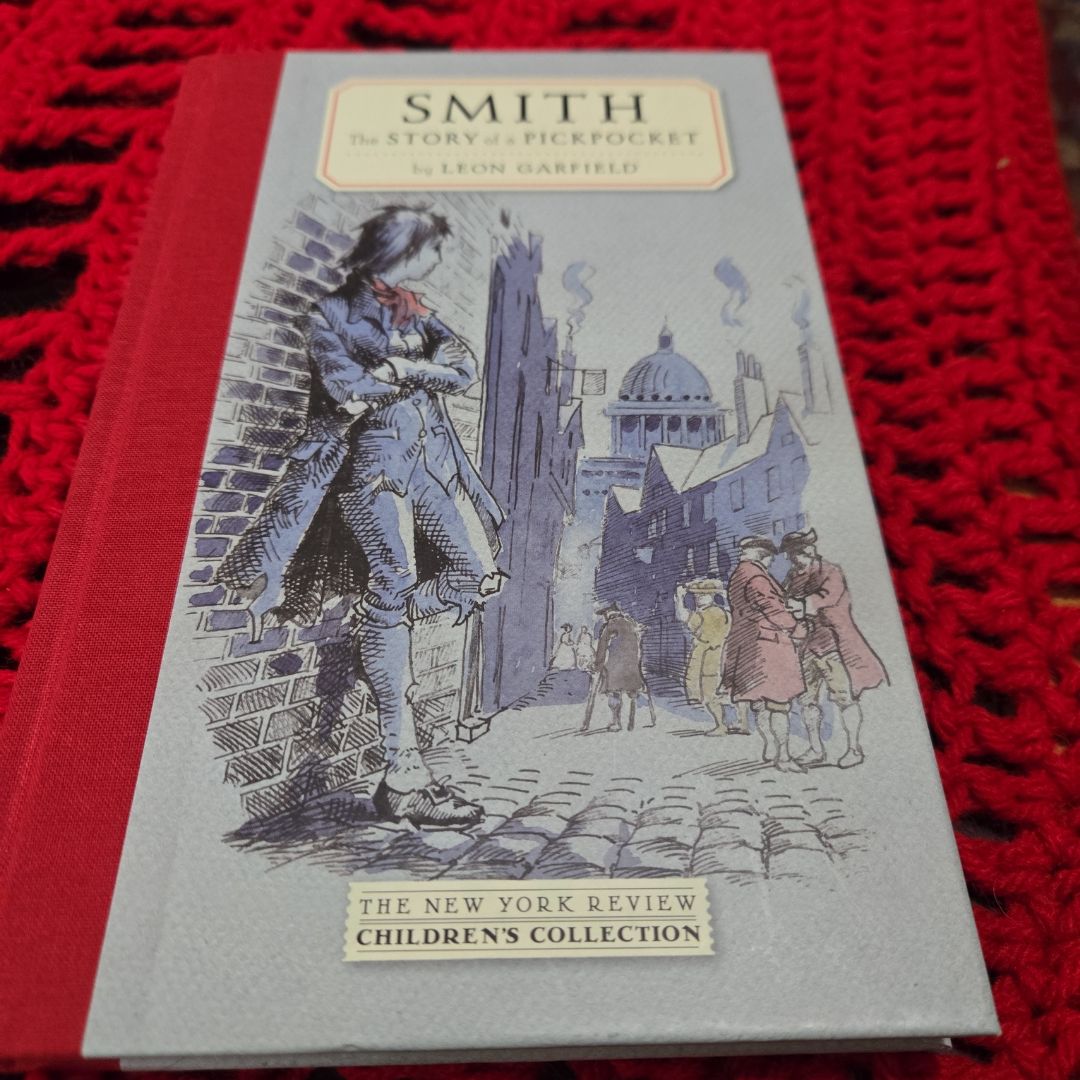 SMITH
The STORY of a PICKPOCKET
by LEON GARFIELD
THE NEW YORK REVIEW
CHILDREN'S COLLECTION